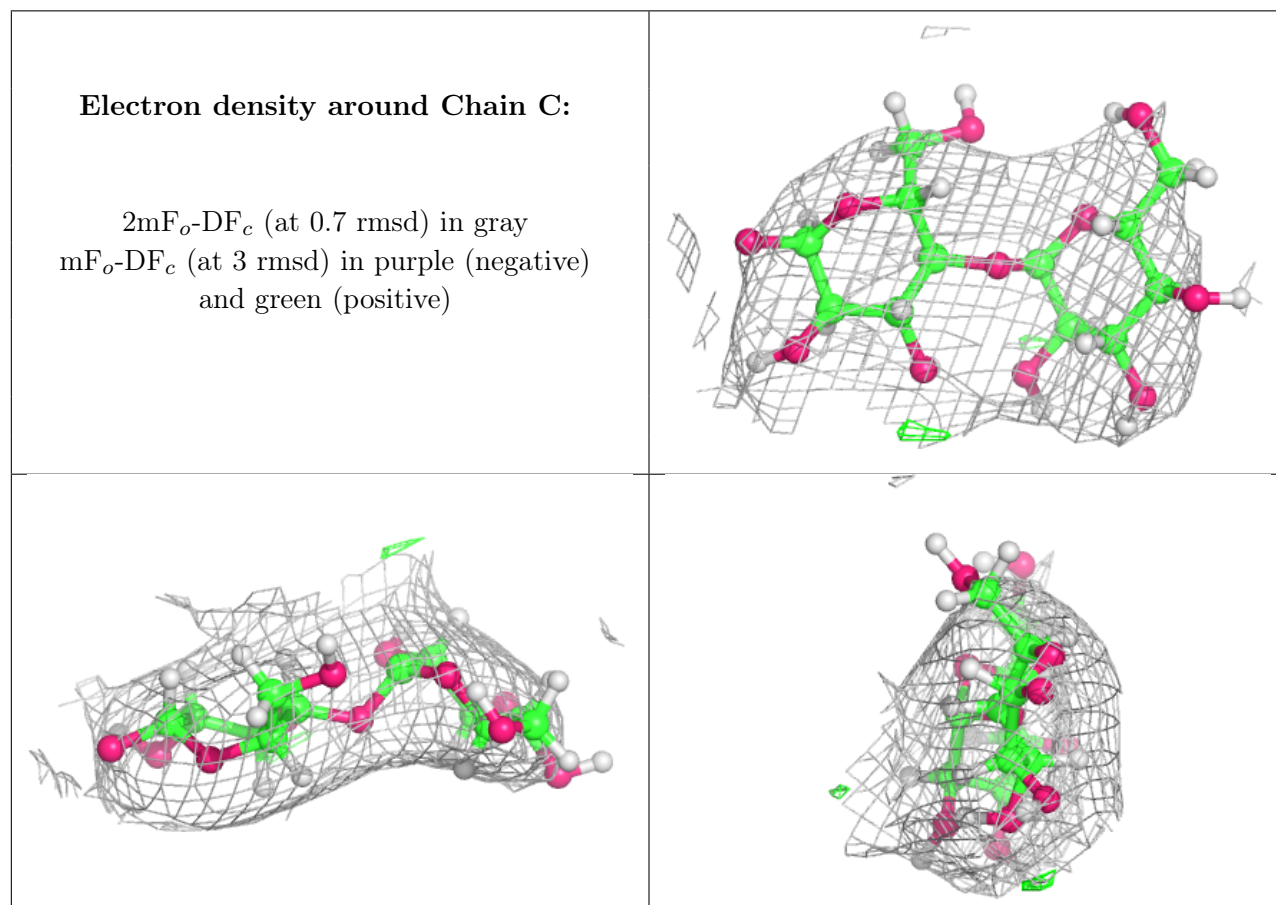 Electron density around Chain C:
2mFₒ-DF𝑐 (at 0.7 rmsd) in gray
mFₒ-DF𝑐 (at 3 rmsd) in purple (negative)
and green (positive)